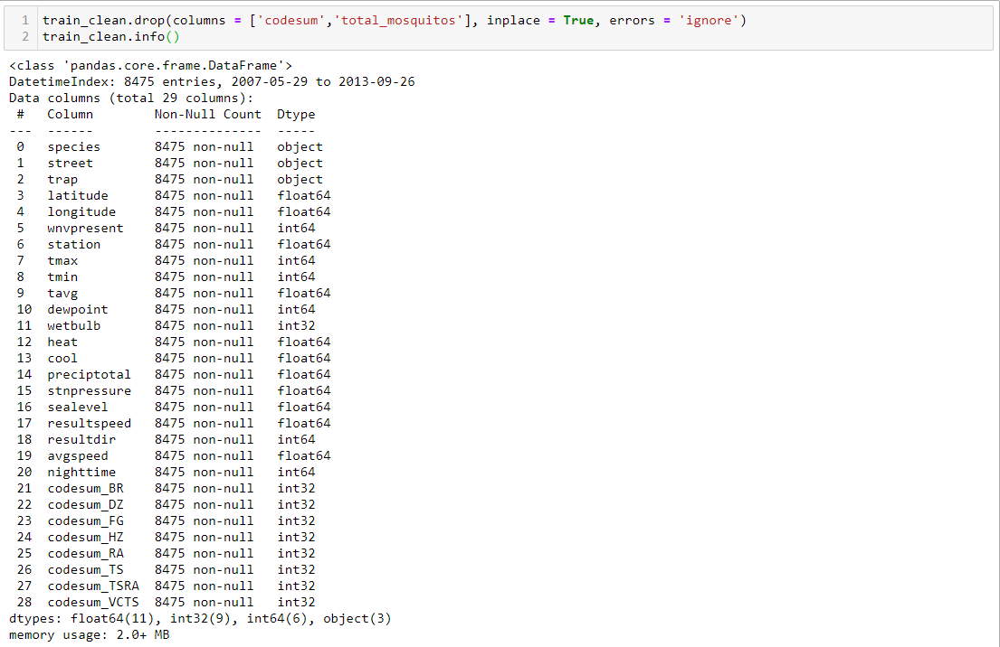 1 train_clean.drop(columns = ['codesum','total_mosquitos'], inplace = True, errors = 'ignore')
2 train_clean.info()
<class 'pandas.core.frame.DataFrame'>
DatetimeIndex: 8475 entries, 2007-05-29 to 2013-09-26
Data columns (total 29 columns):
 #   Column        Non-Null Count  Dtype
---  ------        --------------  -----
 0   species       8475 non-null   object
 1   street        8475 non-null   object
 2   trap          8475 non-null   object
 3   latitude      8475 non-null   float64
 4   longitude     8475 non-null   float64
 5   wnvpresent    8475 non-null   int64
 6   station       8475 non-null   float64
 7   tmax          8475 non-null   int64
 8   tmin          8475 non-null   int64
 9   tavg          8475 non-null   float64
 10  dewpoint      8475 non-null   int64
 11  wetbulb       8475 non-null   int32
 12  heat          8475 non-null   float64
 13  cool          8475 non-null   float64
 14  preciptotal   8475 non-null   float64
 15  stnpressure   8475 non-null   float64
 16  sealevel      8475 non-null   float64
 17  resultspeed   8475 non-null   float64
 18  resultdir     8475 non-null   int64
 19  avgspeed      8475 non-null   float64
 20  nighttime     8475 non-null   int64
 21  codesum_BR    8475 non-null   int32
 22  codesum_DZ    8475 non-null   int32
 23  codesum_FG    8475 non-null   int32
 24  codesum_HZ    8475 non-null   int32
 25  codesum_RA    8475 non-null   int32
 26  codesum_TS    8475 non-null   int32
 27  codesum_TSRA  8475 non-null   int32
 28  codesum_VCTS  8475 non-null   int32
dtypes: float64(11), int32(9), int64(6), object(3)
memory usage: 2.0+ MB